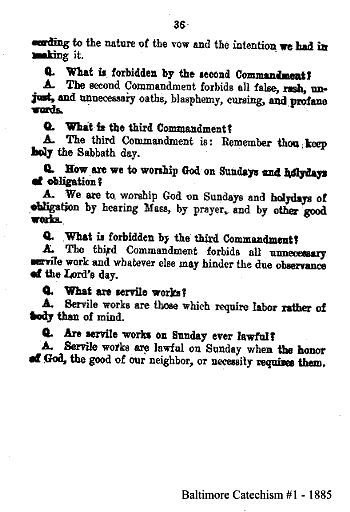 36
cording to the nature of the vow and the intention we had in
making it.
Q. What is forbidden by the second Commandment?
A. The second Commandment forbids all false, rash, un-
just, and unnecessary oaths, blasphemy, cursing, and profane
words.
Q. What is the third Commandment?
A. The third Commandment is: Remember thou keep
holy the Sabbath day.
Q. How are we to worship God on Sundays and holydays
of obligation?
A. We are to worship God on Sundays and holydays of
obligation by hearing Mass, by prayer, and by other good
works.
Q. What is forbidden by the third Commandment?
A. The third Commandment forbids all unnecessary
servile work and whatever else may hinder the due observance
of the Lord's day.
Q. What are servile works?
A. Servile works are those which require labor rather of
body than of mind.
Q. Are servile works on Sunday ever lawful?
A. Servile works are lawful on Sunday when the honor
of God, the good of our neighbor, or necessity requires them.
Baltimore Catechism #1 - 1885